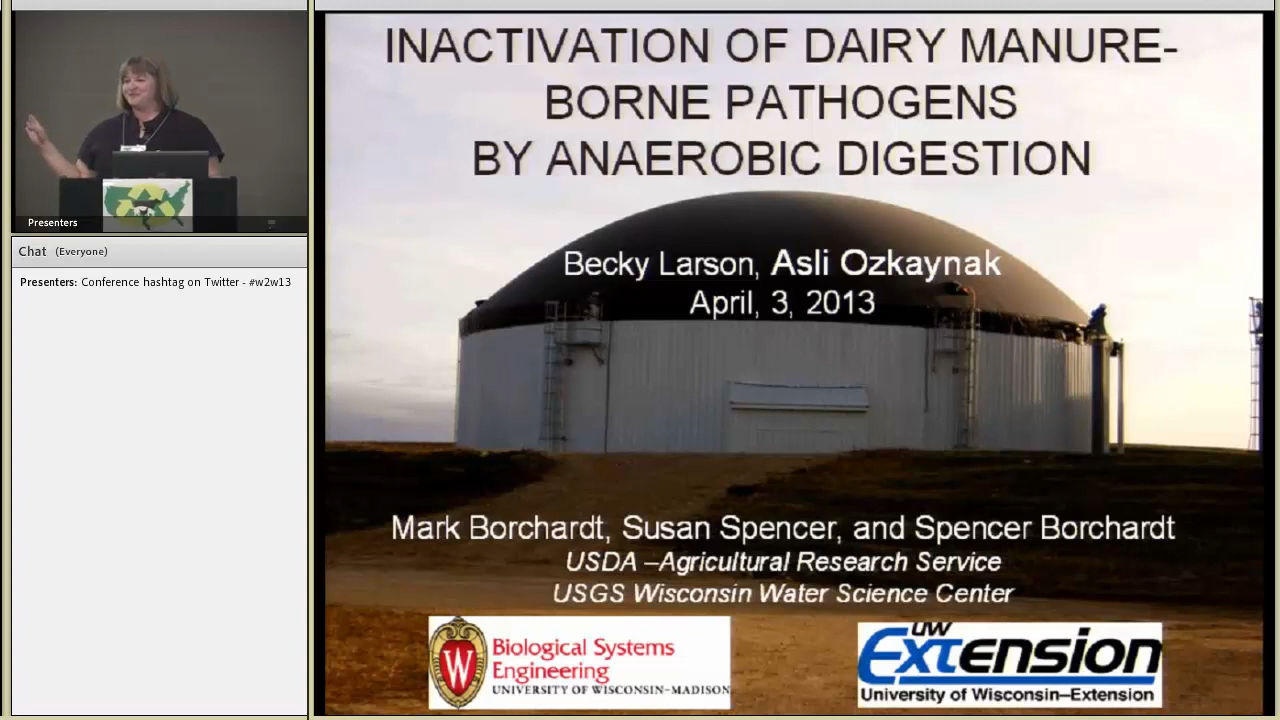 Presenters
Chat (Everyone)
Presenters: Conference hashtag on Twitter - #w2w13
INACTIVATION OF DAIRY MANURE-
BORNE PATHOGENS
BY ANAEROBIC DIGESTION
Becky Larson, Asli Ozkaynak
April, 3, 2013
Mark Borchardt, Susan Spencer, and Spencer Borchardt
USDA –Agricultural Research Service
USGS Wisconsin Water Science Center
W
Biological Systems
Engineering
UNIVERSITY OF WISCONSIN–MADISON
UW
Extension
University of Wisconsin–Extension